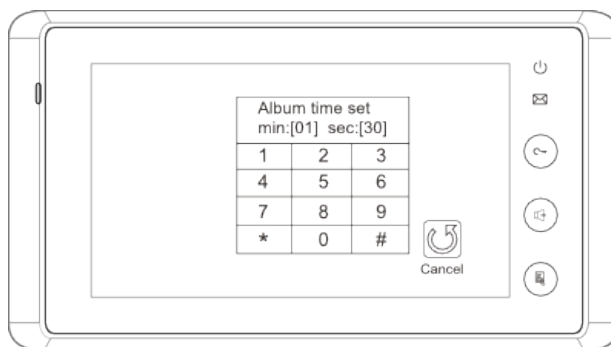 Album time set
min:[01] sec:[30]
1 2 3
4 5 6
7 8 9
* 0 #
Cancel